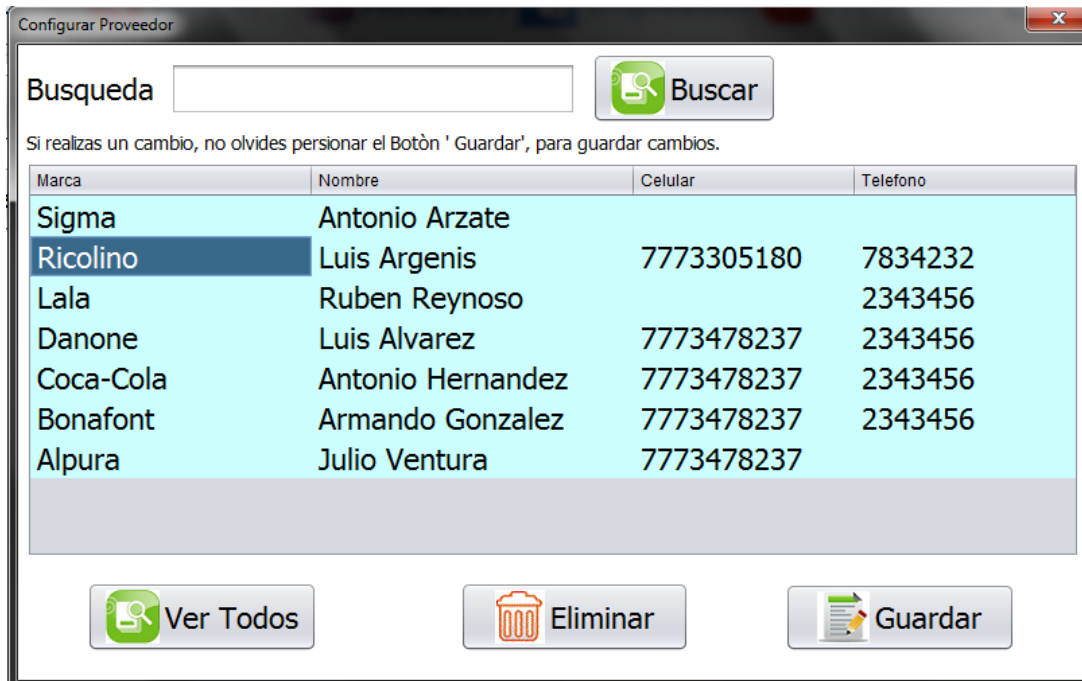 Configurar Proveedor
Busqueda Buscar
Si realizas un cambio, no olvides persionar el Botòn ' Guardar', para guardar cambios.
Marca Nombre Celular Telefono
Sigma Antonio Arzate
Ricolino Luis Argenis 7773305180 7834232
Lala Ruben Reynoso 2343456
Danone Luis Alvarez 7773478237 2343456
Coca-Cola Antonio Hernandez 7773478237 2343456
Bonafont Armando Gonzalez 7773478237 2343456
Alpura Julio Ventura 7773478237
Ver Todos Eliminar Guardar